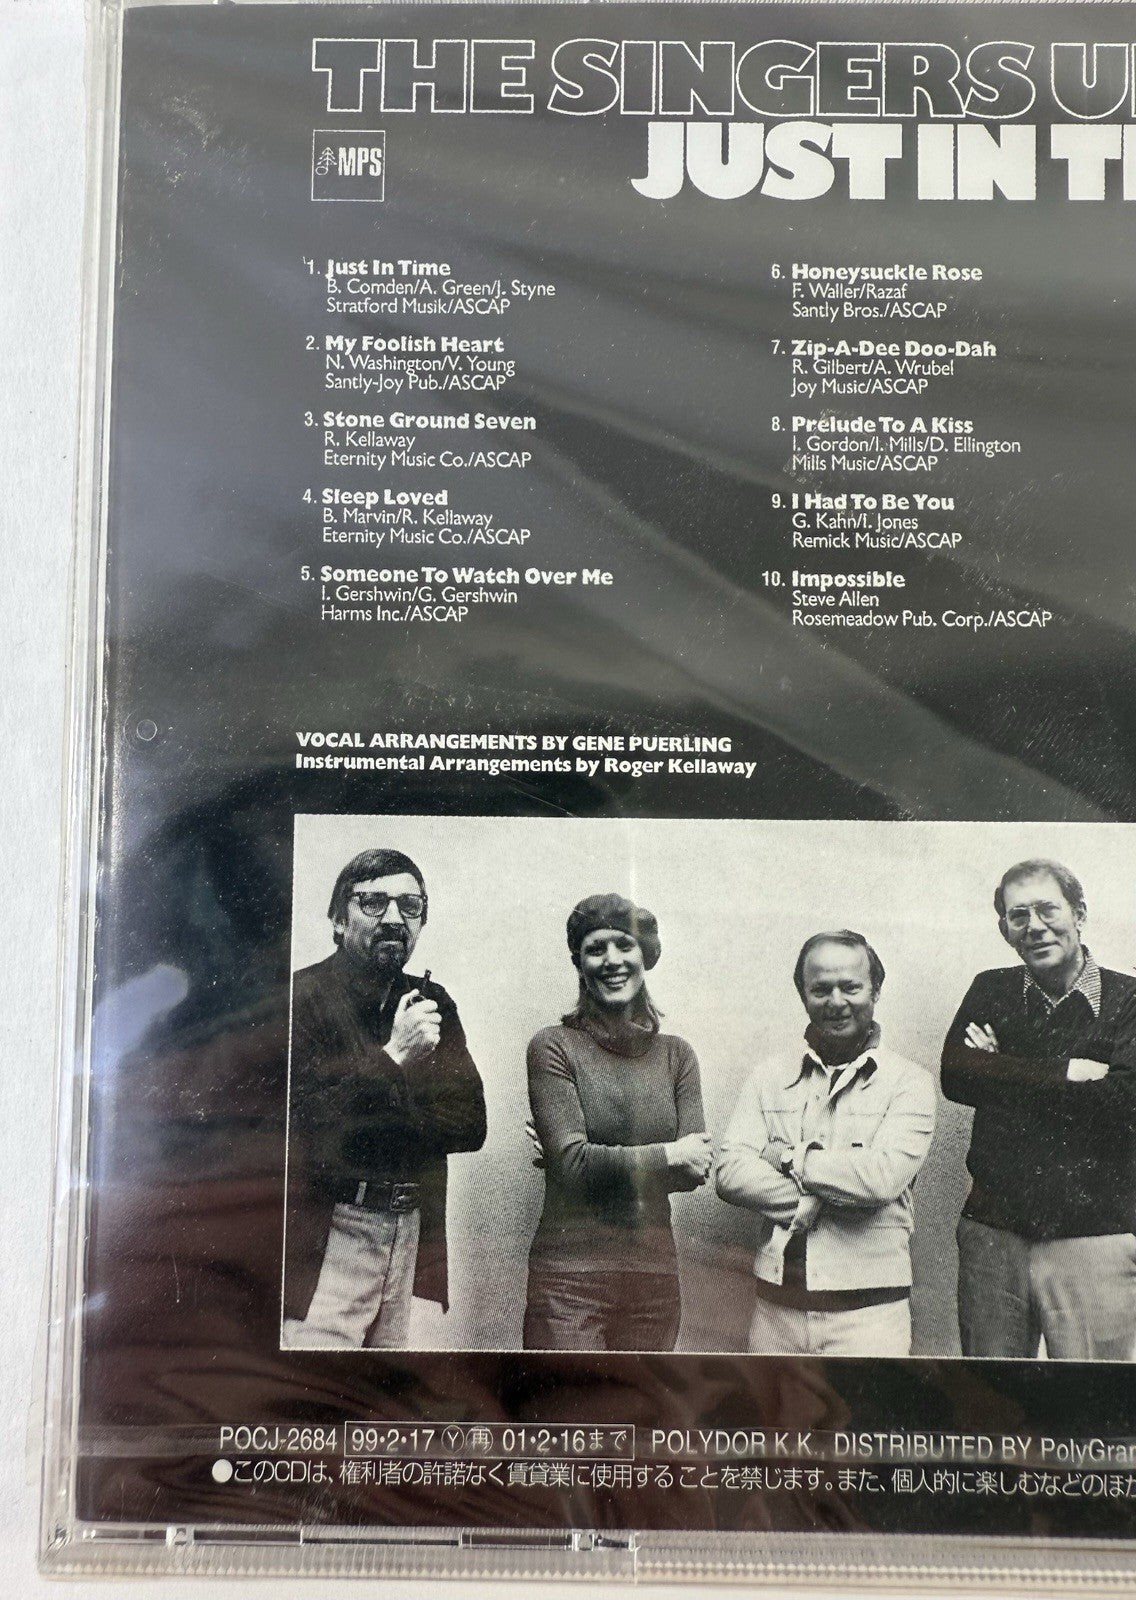 THE SINGERS U
JUST IN T
MPS
1. Just In Time
B. Comden/A. Green/J. Styne
Stratford Musik/ASCAP
2. My Foolish Heart
N. Washington/V. Young
Santly-Joy Pub./ASCAP
3. Stone Ground Seven
R. Kellaway
Eternity Music Co./ASCAP
4. Sleep Loved
B. Marvin/R. Kellaway
Eternity Music Co./ASCAP
5. Someone To Watch Over Me
I. Gershwin/G. Gershwin
Harms Inc./ASCAP
6. Honeysuckle Rose
F. Waller/Razaf
Santly Bros./ASCAP
7. Zip-A-Dee Doo-Dah
R. Gilbert/A. Wrubel
Joy Music/ASCAP
8. Prelude To A Kiss
I. Gordon/I. Mills/D. Ellington
Mills Music/ASCAP
9. I Had To Be You
G. Kahn/I. Jones
Remick Music/ASCAP
10. Impossible
Steve Allen
Rosemeadow Pub. Corp./ASCAP
VOCAL ARRANGEMENTS BY GENE PUERLING
Instrumental Arrangements by Roger Kellaway
POCJ-2684 99・2・17 Ⓨ ㊢ 01・2・16まで POLYDOR K.K., DISTRIBUTED BY PolyGram
●このCDは、権利者の許諾なく賃貸業に使用することを禁じます。また、個人的に楽しむなどのほか